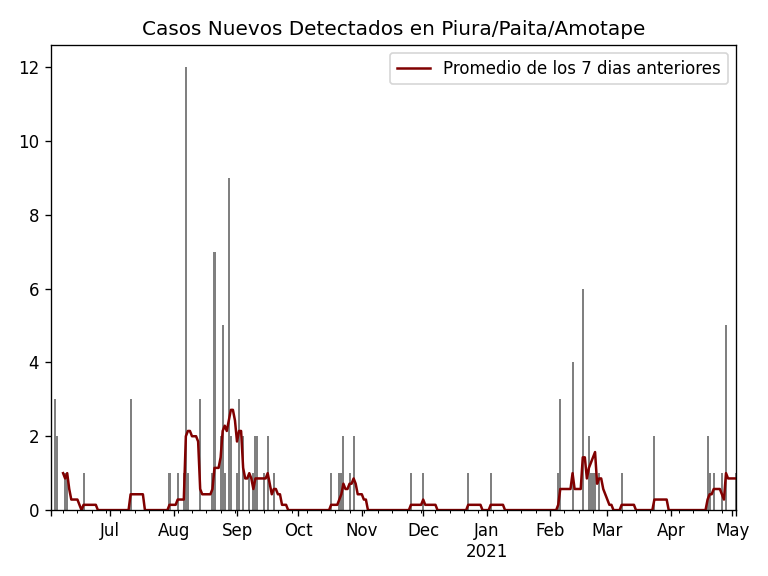 Casos Nuevos Detectados en Piura/Paita/Amotape
Promedio de los 7 dias anteriores
12
10
8
6
4
2
0
Jul Aug Sep Oct Nov Dec Jan Feb Mar Apr May
2021